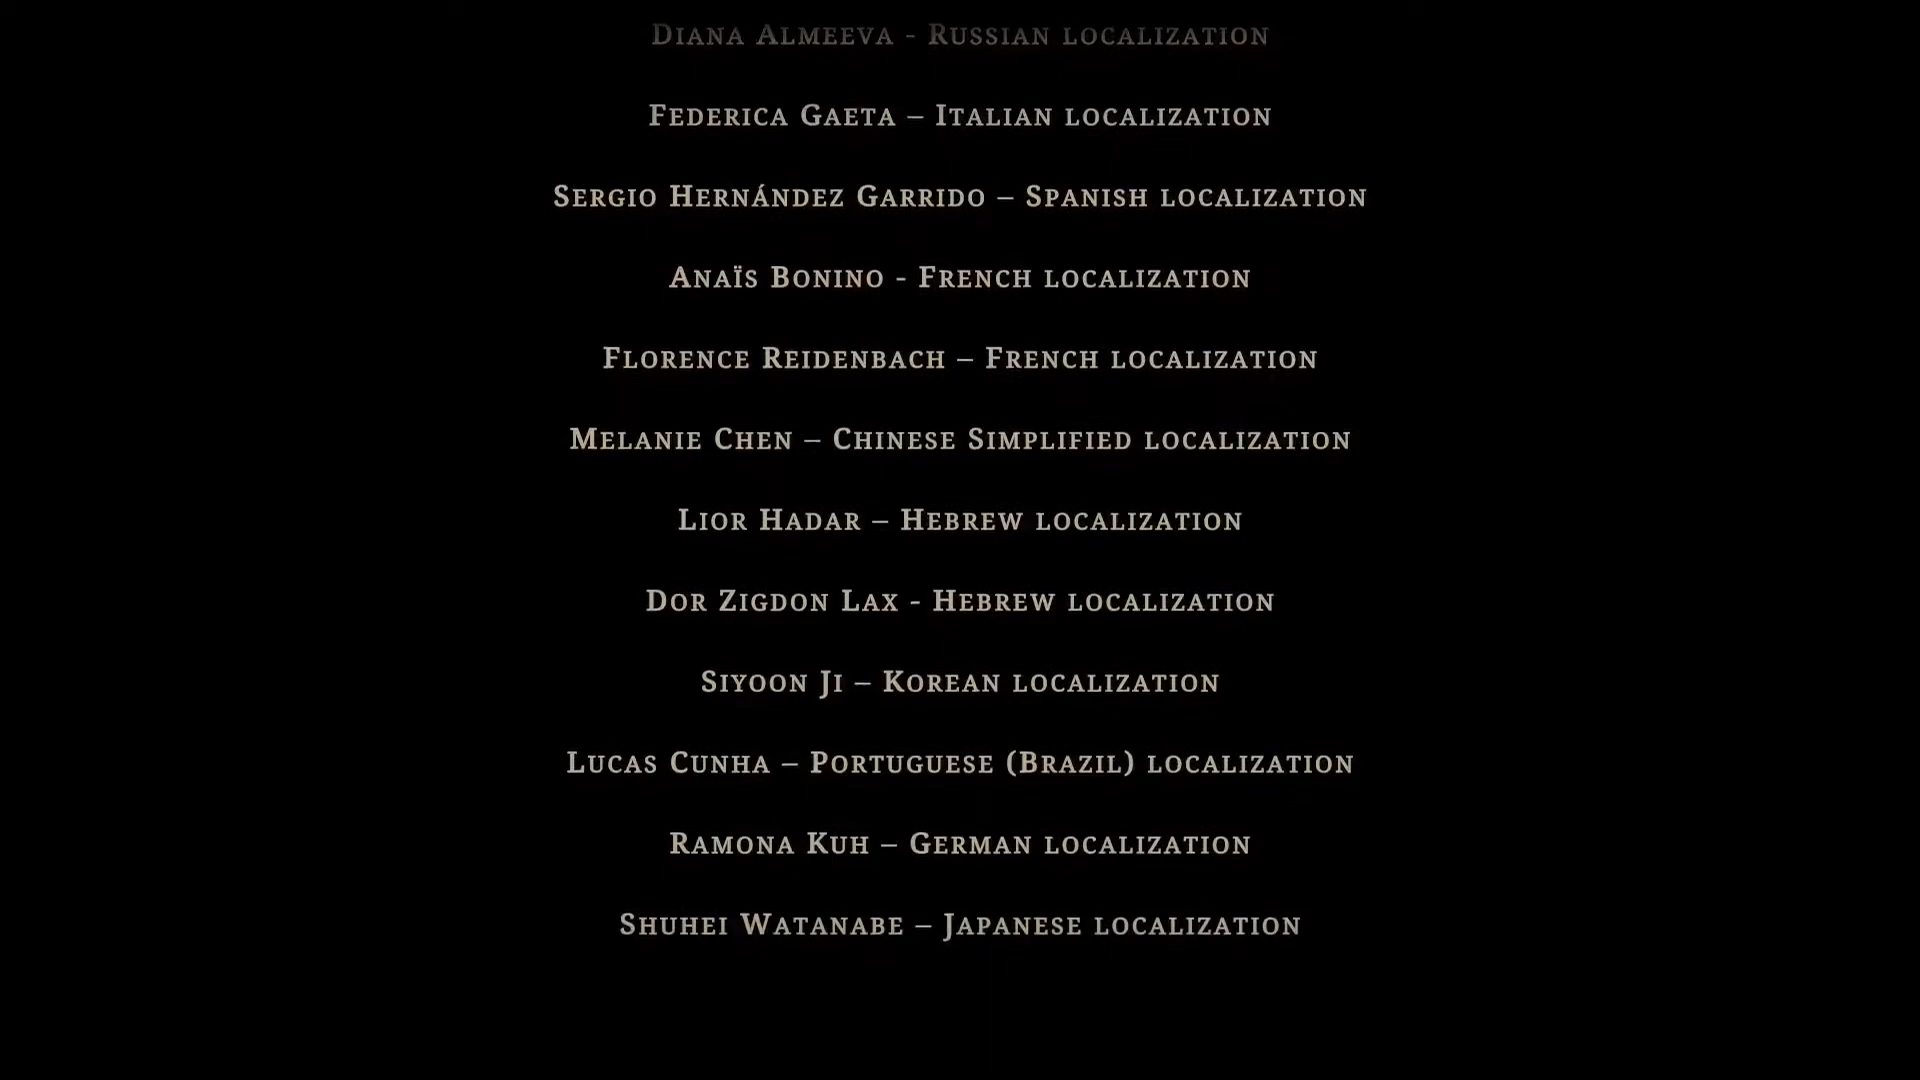 Diana Almeeva - Russian localization
Federica Gaeta – Italian localization
Sergio Hernández Garrido – Spanish localization
Anaïs Bonino - French localization
Florence Reidenbach – French localization
Melanie Chen – Chinese Simplified localization
Lior Hadar – Hebrew localization
Dor Zigdon Lax - Hebrew localization
Siyoon Ji – Korean localization
Lucas Cunha – Portuguese (Brazil) localization
Ramona Kuh – German localization
Shuhei Watanabe – Japanese localization